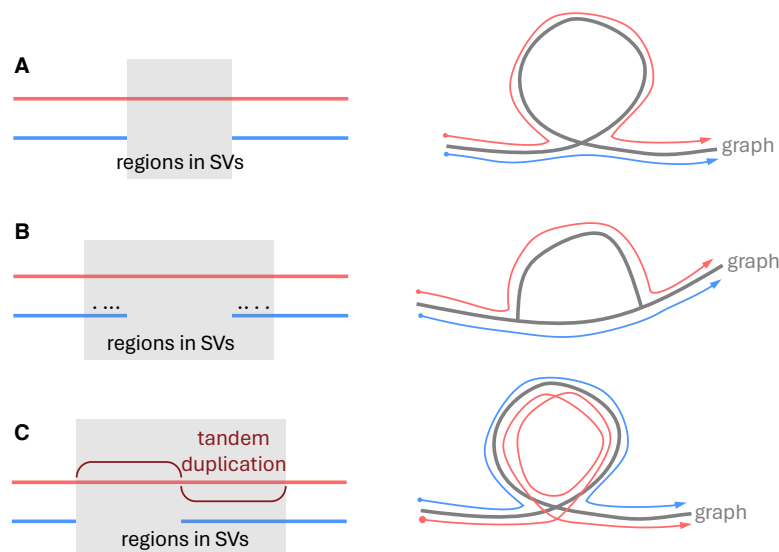 A
regions in SVs
graph
B
regions in SVs
graph
C
tandem
duplication
regions in SVs
graph